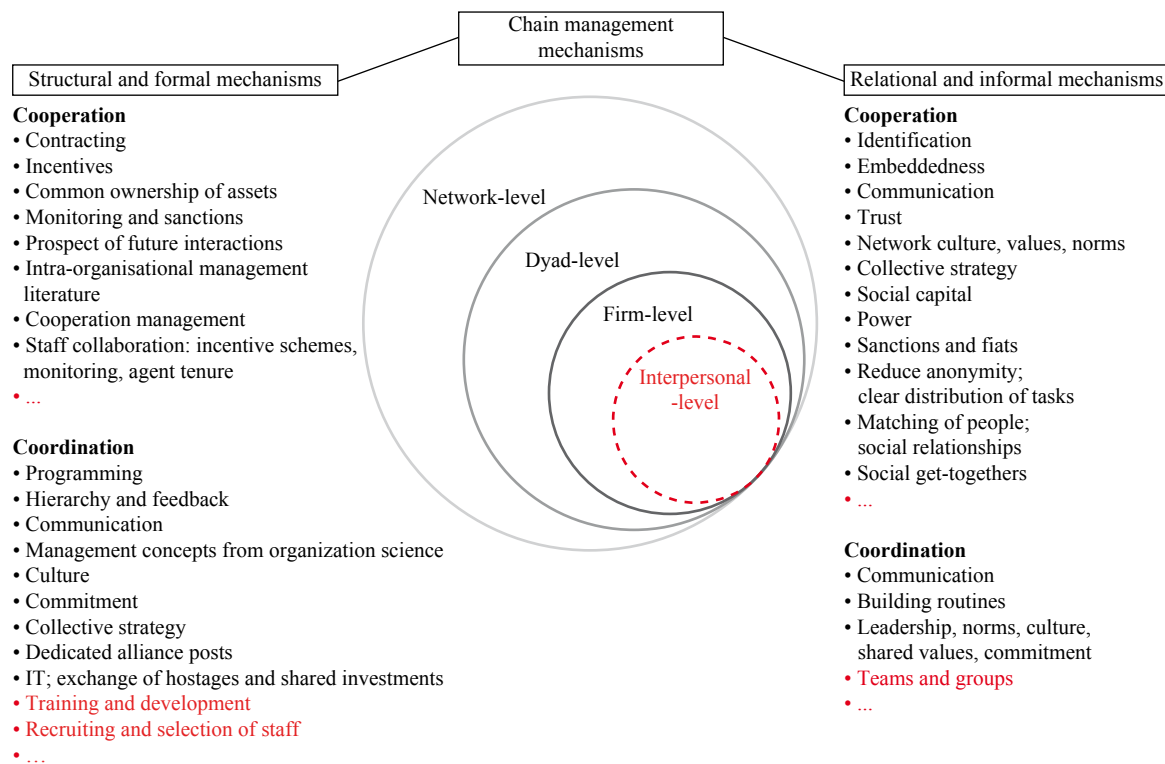 Chain management
mechanisms
Structural and formal mechanisms
Cooperation
• Contracting
• Incentives
• Common ownership of assets
• Monitoring and sanctions
• Prospect of future interactions
• Intra-organisational management
literature
• Cooperation management
• Staff collaboration: incentive schemes,
monitoring, agent tenure
• ...
Coordination
• Programming
• Hierarchy and feedback
• Communication
• Management concepts from organization science
• Culture
• Commitment
• Collective strategy
• Dedicated alliance posts
• IT; exchange of hostages and shared investments
• Training and development
• Recruiting and selection of staff
• …
Network-level
Dyad-level
Firm-level
Interpersonal
-level
Relational and informal mechanisms
Cooperation
• Identification
• Embeddedness
• Communication
• Trust
• Network culture, values, norms
• Collective strategy
• Social capital
• Power
• Sanctions and fiats
• Reduce anonymity;
clear distribution of tasks
• Matching of people;
social relationships
• Social get-togethers
• ...
Coordination
• Communication
• Building routines
• Leadership, norms, culture,
shared values, commitment
• Teams and groups
• ...